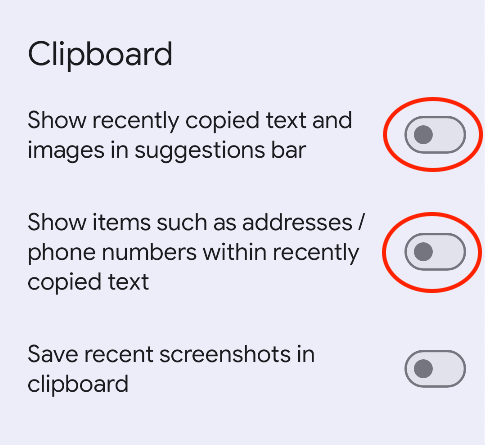 Clipboard
Show recently copied text and
images in suggestions bar
Show items such as addresses /
phone numbers within recently
copied text
Save recent screenshots in
clipboard